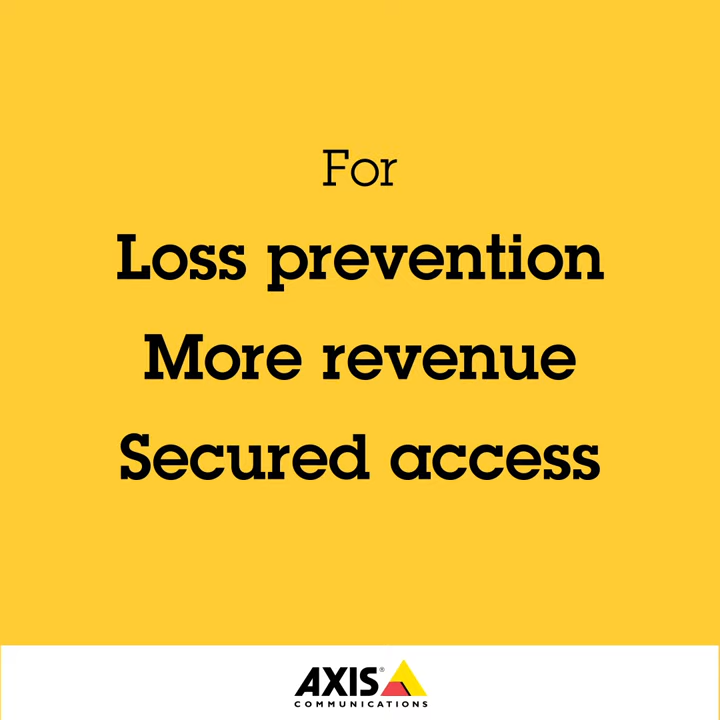 For
Loss prevention
More revenue
Secured access
AXIS®
COMMUNICATIONS